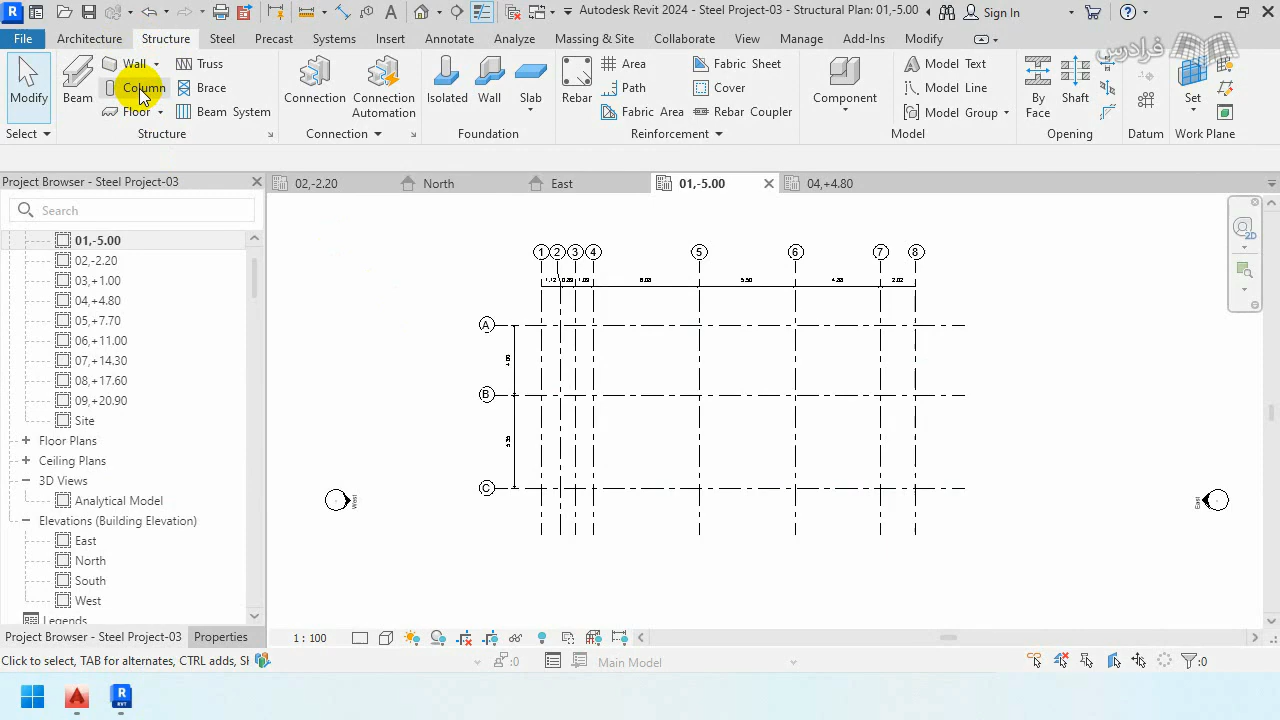 Autodesk Revit 2024 - Steel Project-03 - Structural Plan: 01,-5.00
Sign In
File Architecture Structure Steel Precast Systems Insert Annotate Analyze Massing & Site Collaborate View Manage Add-Ins Modify
فرادرس
Modify
Beam
Wall
Column
Floor
Truss
Brace
Beam System
Connection
Connection Automation
Isolated
Wall
Slab
Rebar
Area
Path
Fabric Area
Fabric Sheet
Cover
Rebar Coupler
Component
Model Text
Model Line
Model Group
By Face
Shaft
Set
Select
Structure
Connection
Foundation
Reinforcement
Model
Opening
Datum
Work Plane
Project Browser - Steel Project-03
02,-2.20
North
East
01,-5.00
04,+4.80
Search
01,-5.00
02,-2.20
03,+1.00
04,+4.80
05,+7.70
06,+11.00
07,+14.30
08,+17.60
09,+20.90
Site
Floor Plans
Ceiling Plans
3D Views
Analytical Model
Elevations (Building Elevation)
East
North
South
West
Legends
2D
1 2 3 4 5 6 7 8
A
B
C
West
East
Project Browser - Steel Project-03
Properties
1 : 100
Click to select, TAB for alternates, CTRL adds, SH
:0
Main Model
:0